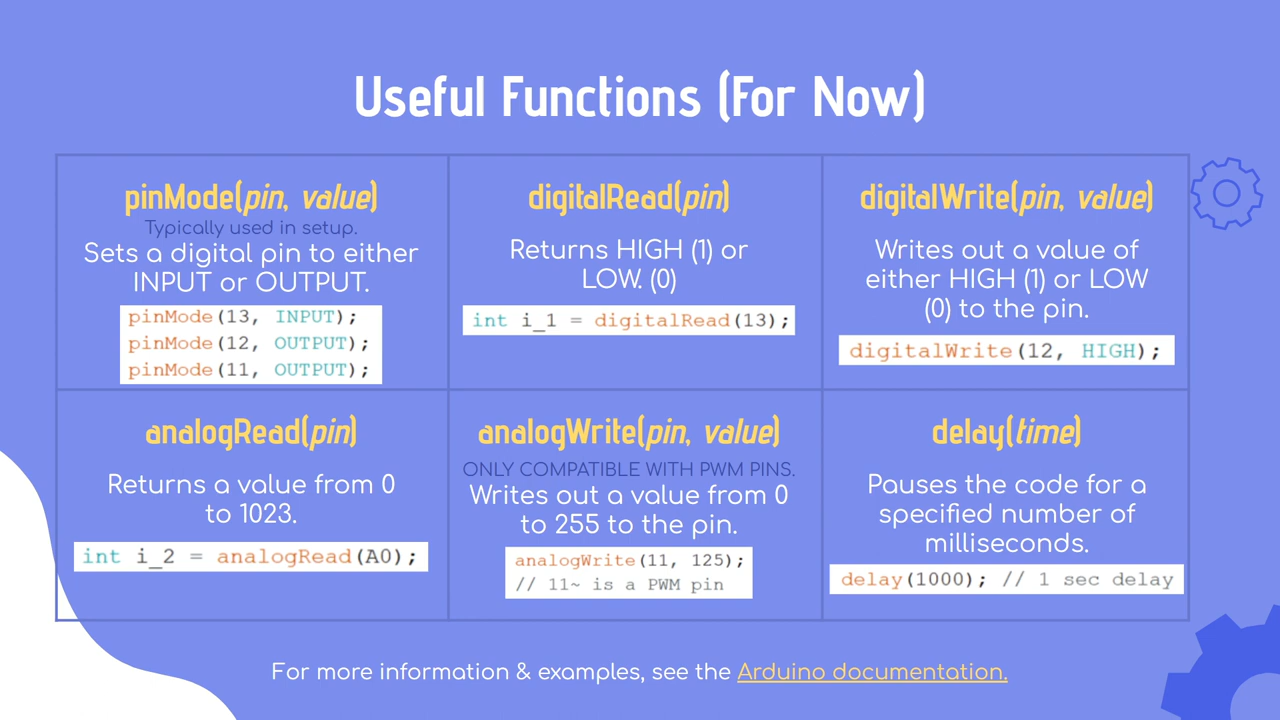 Useful Functions (For Now)
pinMode(pin, value)
Typically used in setup.
Sets a digital pin to either
INPUT or OUTPUT.
pinMode(13, INPUT);
pinMode(12, OUTPUT);
pinMode(11, OUTPUT);
digitalRead(pin)
Returns HIGH (1) or
LOW. (0)
int i_1 = digitalRead(13);
digitalWrite(pin, value)
Writes out a value of
either HIGH (1) or LOW
(0) to the pin.
digitalWrite(12, HIGH);
analogRead(pin)
Returns a value from 0
to 1023.
int i_2 = analogRead(A0);
analogWrite(pin, value)
ONLY COMPATIBLE WITH PWM PINS.
Writes out a value from 0
to 255 to the pin.
analogWrite(11, 125);
// 11~ is a PWM pin
delay(time)
Pauses the code for a
specified number of
milliseconds.
delay(1000); // 1 sec delay
For more information & examples, see the Arduino documentation.